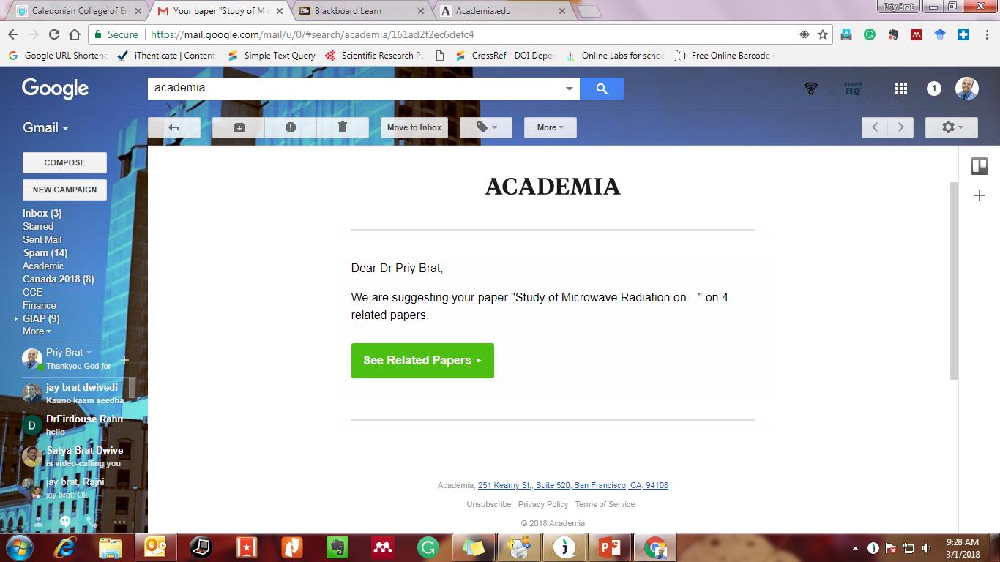 Caledonian College of En
Your paper "Study of Mic
Bb Blackboard Learn
A Academia.edu
Priy Brat
Secure https://mail.google.com/mail/u/0/#search/academia/161ad2f2ec6defc4
Google URL Shortene
iThenticate | Content
Simple Text Query
Scientific Research Pu
CrossRef - DOI Depos
Online Labs for schoo
f() Free Online Barcode
Google
academia
cloud HQ
1
Gmail
Move to Inbox
More
COMPOSE
NEW CAMPAIGN
Inbox (3)
Starred
Sent Mail
Spam (14)
Academic
Canada 2018 (8)
CCE
Finance
GIAP (9)
More
Priy Brat
Thankyou God for
jay brat dwivedi
Kauno kaam seedha
D
DrFirdouse Rahn
hello
Satya Brat Dwive
is video-calling you
jay brat, Rajni
jay brat: Ok
ACADEMIA
Dear Dr Priy Brat,
We are suggesting your paper "Study of Microwave Radiation on…" on 4
related papers.
See Related Papers
Academia, 251 Kearny St., Suite 520, San Francisco, CA, 94108
Unsubscribe Privacy Policy Terms of Service
© 2018 Academia
9:28 AM
3/1/2018